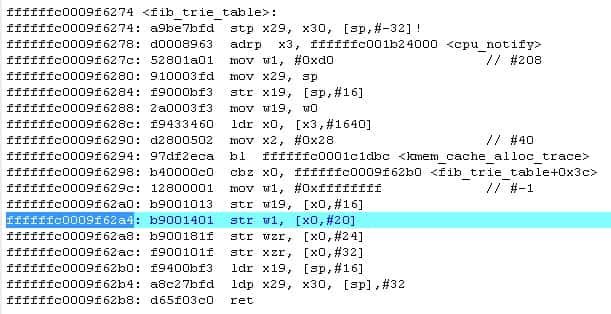 ffffffc0009f6274 <fib_trie_table>:
ffffffc0009f6274: a9be7bfd stp x29, x30, [sp,#-32]!
ffffffc0009f6278: d0008963 adrp x3, ffffffc001b24000 <cpu_notify>
ffffffc0009f627c: 52801a01 mov w1, #0xd0 // #208
ffffffc0009f6280: 910003fd mov x29, sp
ffffffc0009f6284: f9000bf3 str x19, [sp,#16]
ffffffc0009f6288: 2a0003f3 mov w19, w0
ffffffc0009f628c: f9433460 ldr x0, [x3,#1640]
ffffffc0009f6290: d2800502 mov x2, #0x28 // #40
ffffffc0009f6294: 97df2eca bl ffffffc0001c1dbc <kmem_cache_alloc_trace>
ffffffc0009f6298: b40000c0 cbz x0, ffffffc0009f62b0 <fib_trie_table+0x3c>
ffffffc0009f629c: 12800001 mov w1, #0xffffffff // #-1
ffffffc0009f62a0: b9001013 str w19, [x0,#16]
ffffffc0009f62a4: b9001401 str w1, [x0,#20]
ffffffc0009f62a8: b900181f str wzr, [x0,#24]
ffffffc0009f62ac: f900101f str xzr, [x0,#32]
ffffffc0009f62b0: f9400bf3 ldr x19, [sp,#16]
ffffffc0009f62b4: a8c27bfd ldp x29, x30, [sp],#32
ffffffc0009f62b8: d65f03c0 ret